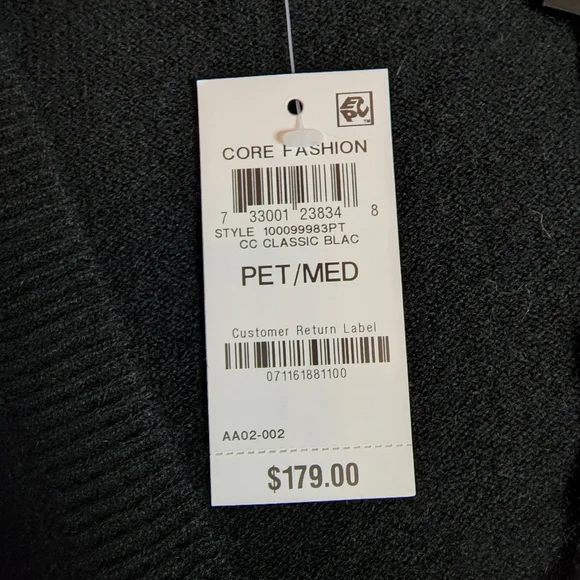 CORE FASHION
7 33001 23834 8
STYLE 100099983PT
CC CLASSIC BLAC
PET/MED
Customer Return Label
071161881100
AA02-002
$179.00